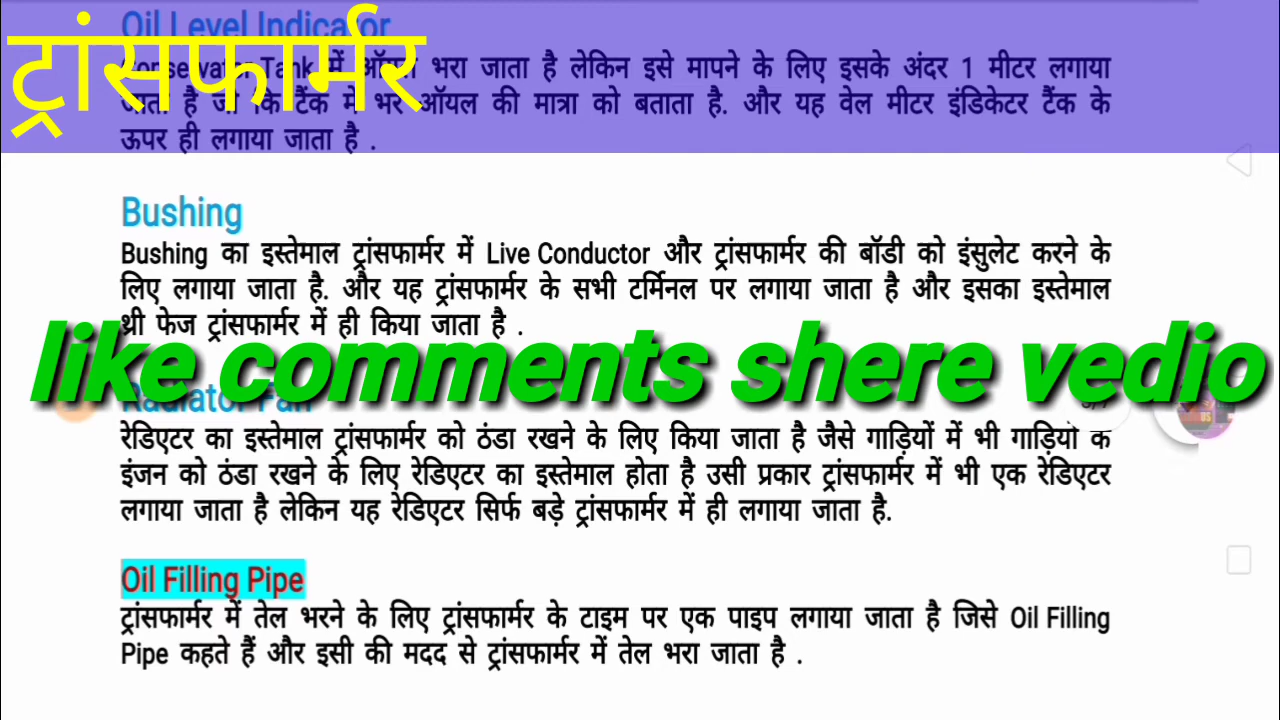 Oil Level Indicator
ट्रांसफार्मर
Conservator Tank में ऑयल भरा जाता है लेकिन इसे मापने के लिए इसके अंदर 1 मीटर लगाया
जाता है जो कि टैंक में भरे ऑयल की मात्रा को बताता है. और यह वेल मीटर इंडिकेटर टैंक के
ऊपर ही लगाया जाता है .
Bushing
Bushing का इस्तेमाल ट्रांसफार्मर में Live Conductor और ट्रांसफार्मर की बॉडी को इंसुलेट करने के
लिए लगाया जाता है. और यह ट्रांसफार्मर के सभी टर्मिनल पर लगाया जाता है और इसका इस्तेमाल
थ्री फेज ट्रांसफार्मर में ही किया जाता है .
like comments shere vedio
Radiator Fan
रेडिएटर का इस्तेमाल ट्रांसफार्मर को ठंडा रखने के लिए किया जाता है जैसे गाड़ियों में भी गाड़ियों के
इंजन को ठंडा रखने के लिए रेडिएटर का इस्तेमाल होता है उसी प्रकार ट्रांसफार्मर में भी एक रेडिएटर
लगाया जाता है लेकिन यह रेडिएटर सिर्फ बड़े ट्रांसफार्मर में ही लगाया जाता है.
Oil Filling Pipe
ट्रांसफार्मर में तेल भरने के लिए ट्रांसफार्मर के टाइम पर एक पाइप लगाया जाता है जिसे Oil Filling
Pipe कहते हैं और इसी की मदद से ट्रांसफार्मर में तेल भरा जाता है .